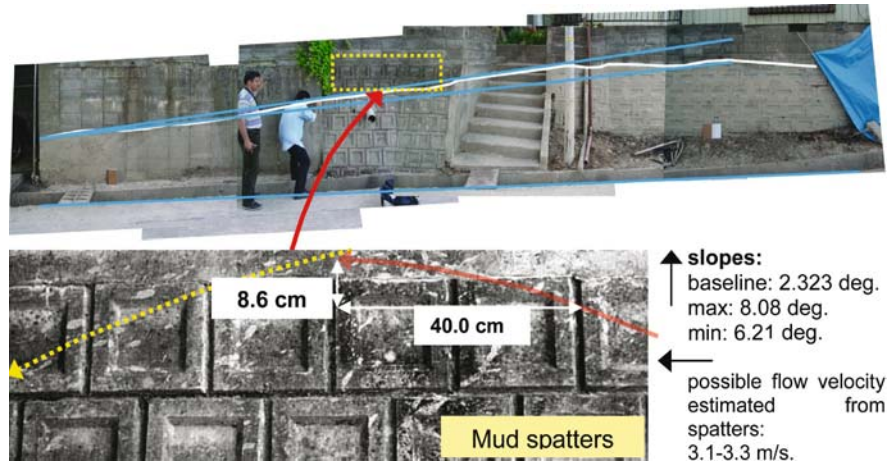 8.6 cm
40.0 cm
Mud spatters
slopes:
baseline: 2.323 deg.
max: 8.08 deg.
min: 6.21 deg.
possible flow velocity
estimated from
spatters:
3.1-3.3 m/s.